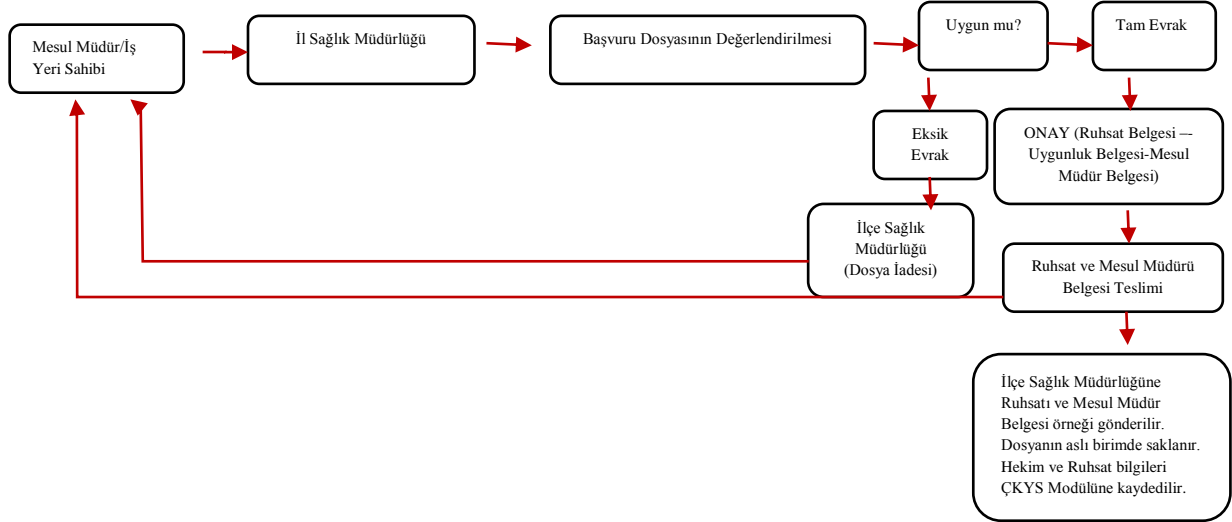 Mesul Müdür/İş
Yeri Sahibi
İl Sağlık Müdürlüğü
Başvuru Dosyasının Değerlendirilmesi
Uygun mu?
Tam Evrak
Eksik
Evrak
ONAY (Ruhsat Belgesi –-
Uygunluk Belgesi-Mesul
Müdür Belgesi)
İlçe Sağlık
Müdürlüğü
(Dosya İadesi)
Ruhsat ve Mesul Müdürü
Belgesi Teslimi
İlçe Sağlık Müdürlüğüne
Ruhsatı ve Mesul Müdür
Belgesi örneği gönderilir.
Dosyanın aslı birimde saklanır.
Hekim ve Ruhsat bilgileri
ÇKYS Modülüne kaydedilir.